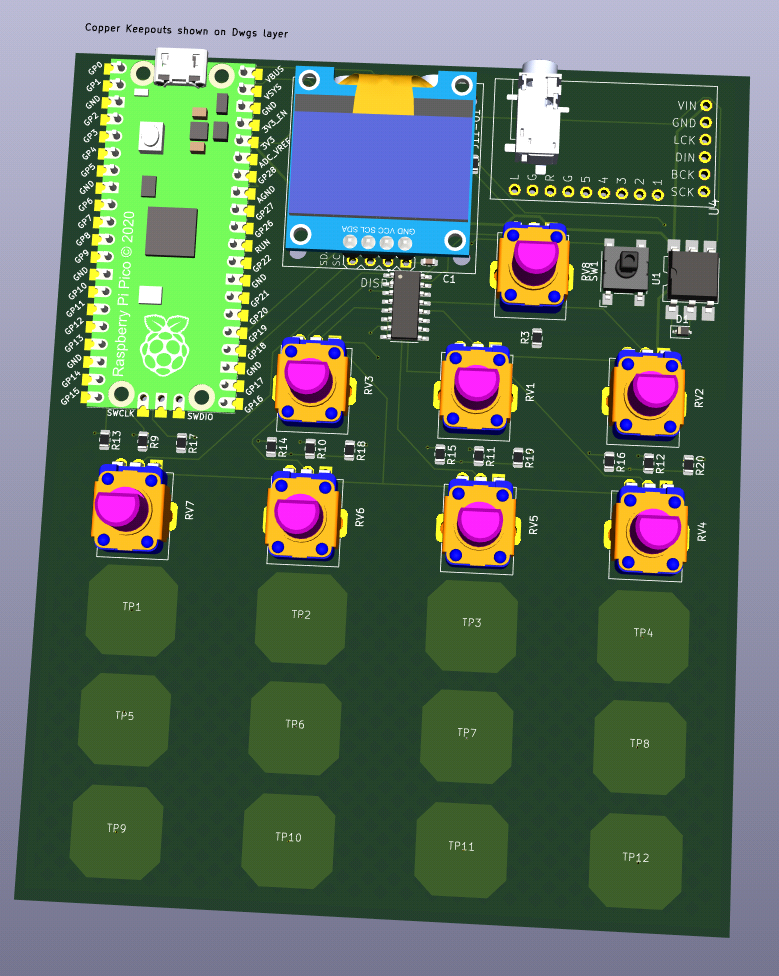 Copper Keepouts shown on Dwgs layer
GP0
GP1
GND
GP2
GP3
GP4
GP5
GND
GP6
GP7
GP8
GP9
GND
GP10
GP11
GP12
GP13
GND
GP14
GP15
VBUS
VSYS
GND
3V3_EN
3V3
ADC_VREF
GP28
AGND
GP27
GP26
RUN
GP22
GND
GP21
GP20
GP19
GP18
GND
GP17
GP16
Raspberry Pi Pico © 2020
SWCLK
SWDIO
GND VCC SCL SDA
C1
VIN
GND
LCK
DIN
BCK
SCK
L
G
R
G
5
4
3
2
1
U4
RV8
SW1
U1
D1
R3
RV3
RV1
RV2
R13
R9
R17
R14
R10
R18
R15
R11
R19
R16
R12
R20
RV7
RV6
RV5
RV4
TP1
TP2
TP3
TP4
TP5
TP6
TP7
TP8
TP9
TP10
TP11
TP12